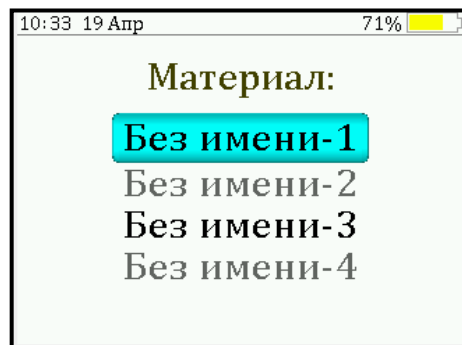 10:33 19 Апр 71%
Материал:
Без имени-1
Без имени-2
Без имени-3
Без имени-4